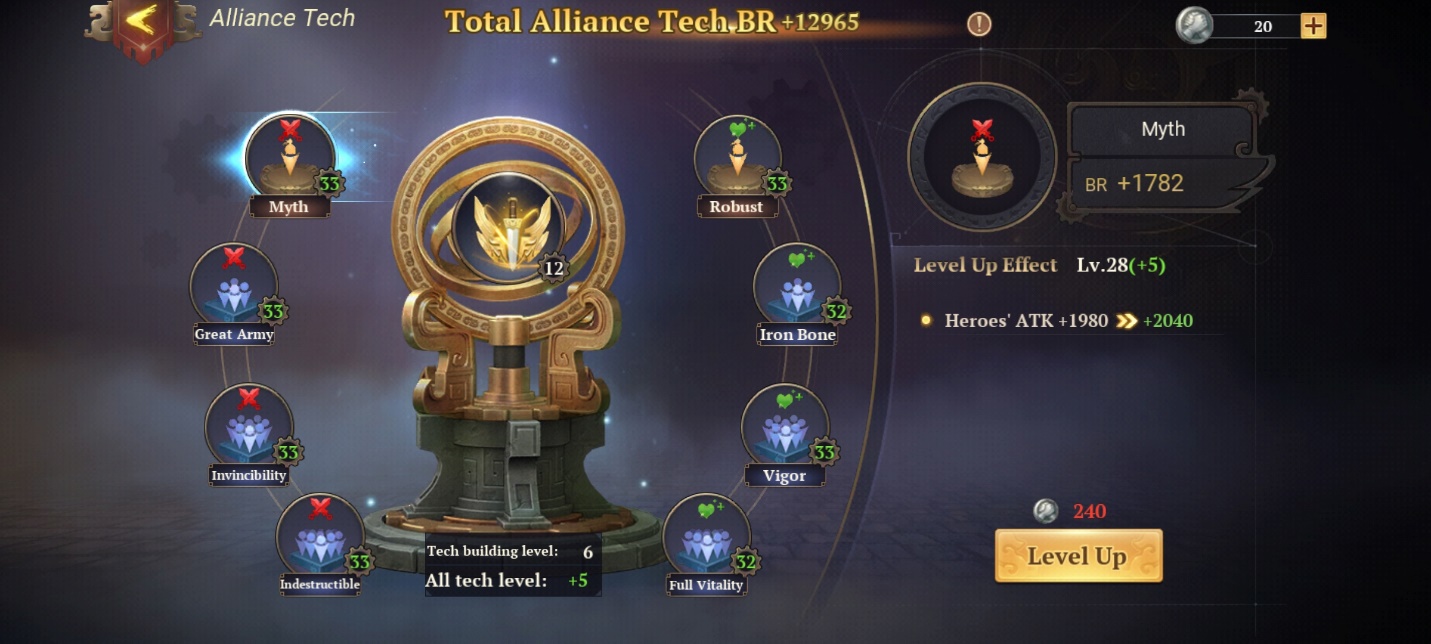 Alliance Tech
Total Alliance Tech BR +12965
20
33
Myth
33
Robust
Myth
BR +1782
12
Level Up Effect Lv.28(+5)
33
Great Army
32
Iron Bone
Heroes' ATK +1980 +2040
33
Invincibility
33
Vigor
240
Level Up
33
Indestructible
Tech building level: 6
All tech level: +5
32
Full Vitality